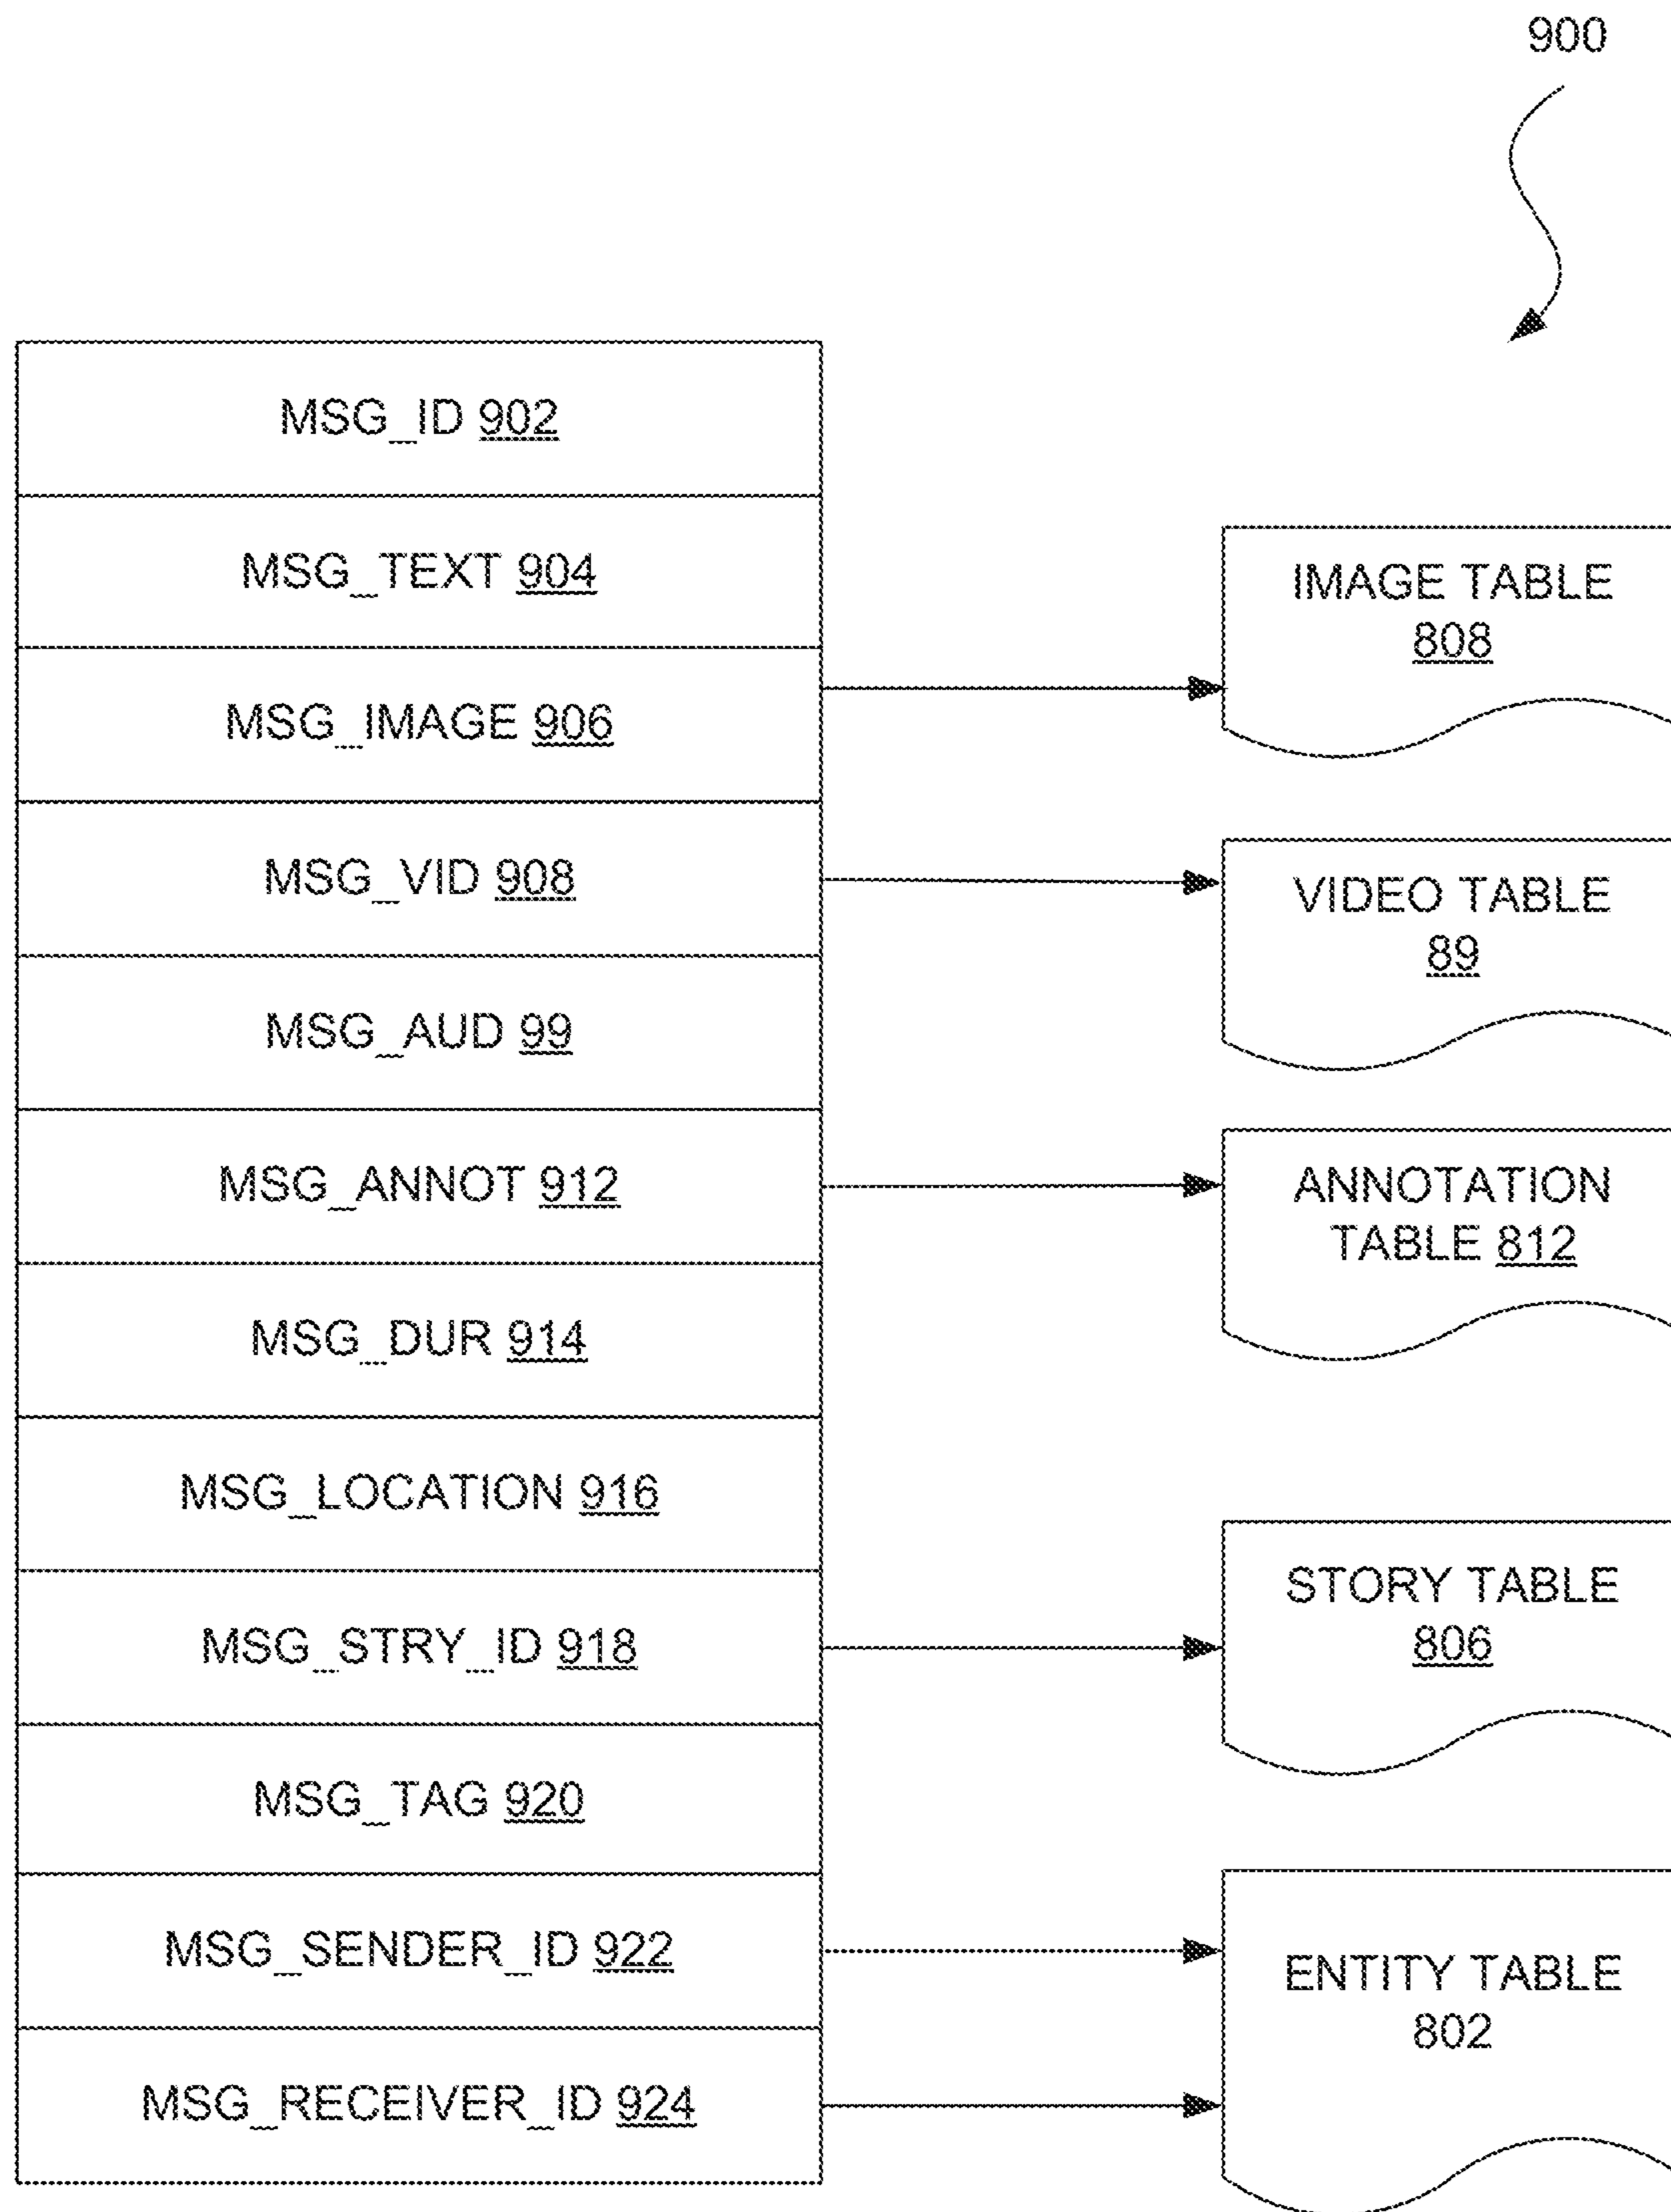 900
MSG_ID 902
MSG_TEXT 904
MSG_IMAGE 906
MSG_VID 908
MSG_AUD 99
MSG_ANNOT 912
MSG_DUR 914
MSG_LOCATION 916
MSG_STRY_ID 918
MSG_TAG 920
MSG_SENDER_ID 922
MSG_RECEIVER_ID 924
IMAGE TABLE
808
VIDEO TABLE
89
ANNOTATION
TABLE 812
STORY TABLE
806
ENTITY TABLE
802